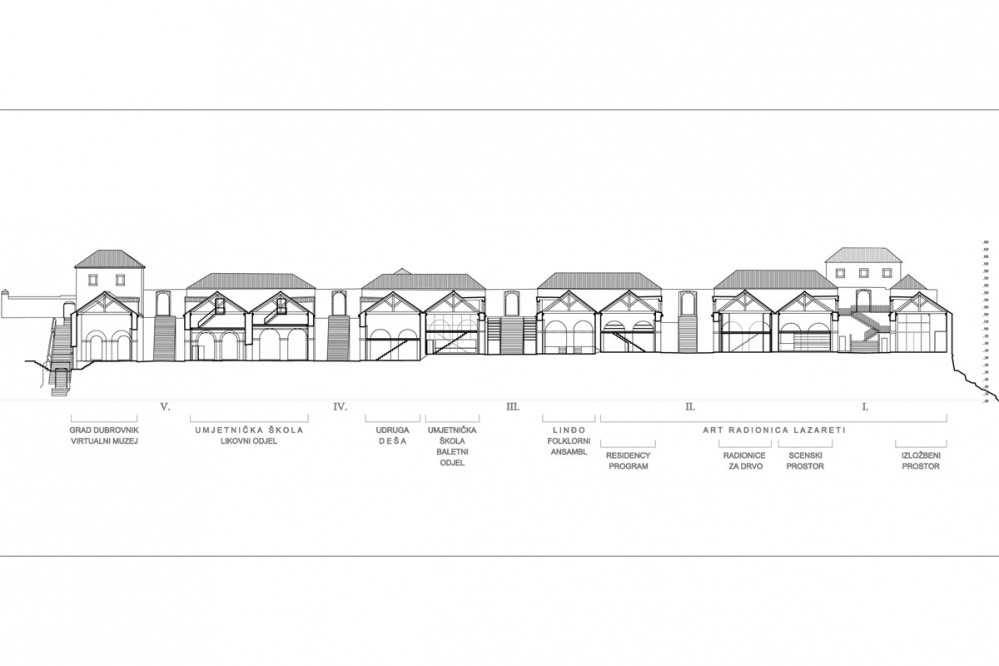 V.
IV.
III.
II.
I.
GRAD DUBROVNIK
VIRTUALNI MUZEJ
UMJETNIČKA ŠKOLA
LIKOVNI ODJEL
UDRUGA
DEŠA
UMJETNIČKA
ŠKOLA
BALETNI
ODJEL
LINĐO
FOLKLORNI
ANSAMBL
ART RADIONICA LAZARETI
RESIDENCY
PROGRAM
RADIONICE
ZA DRVO
SCENSKI
PROSTOR
IZLOŽBENI
PROSTOR